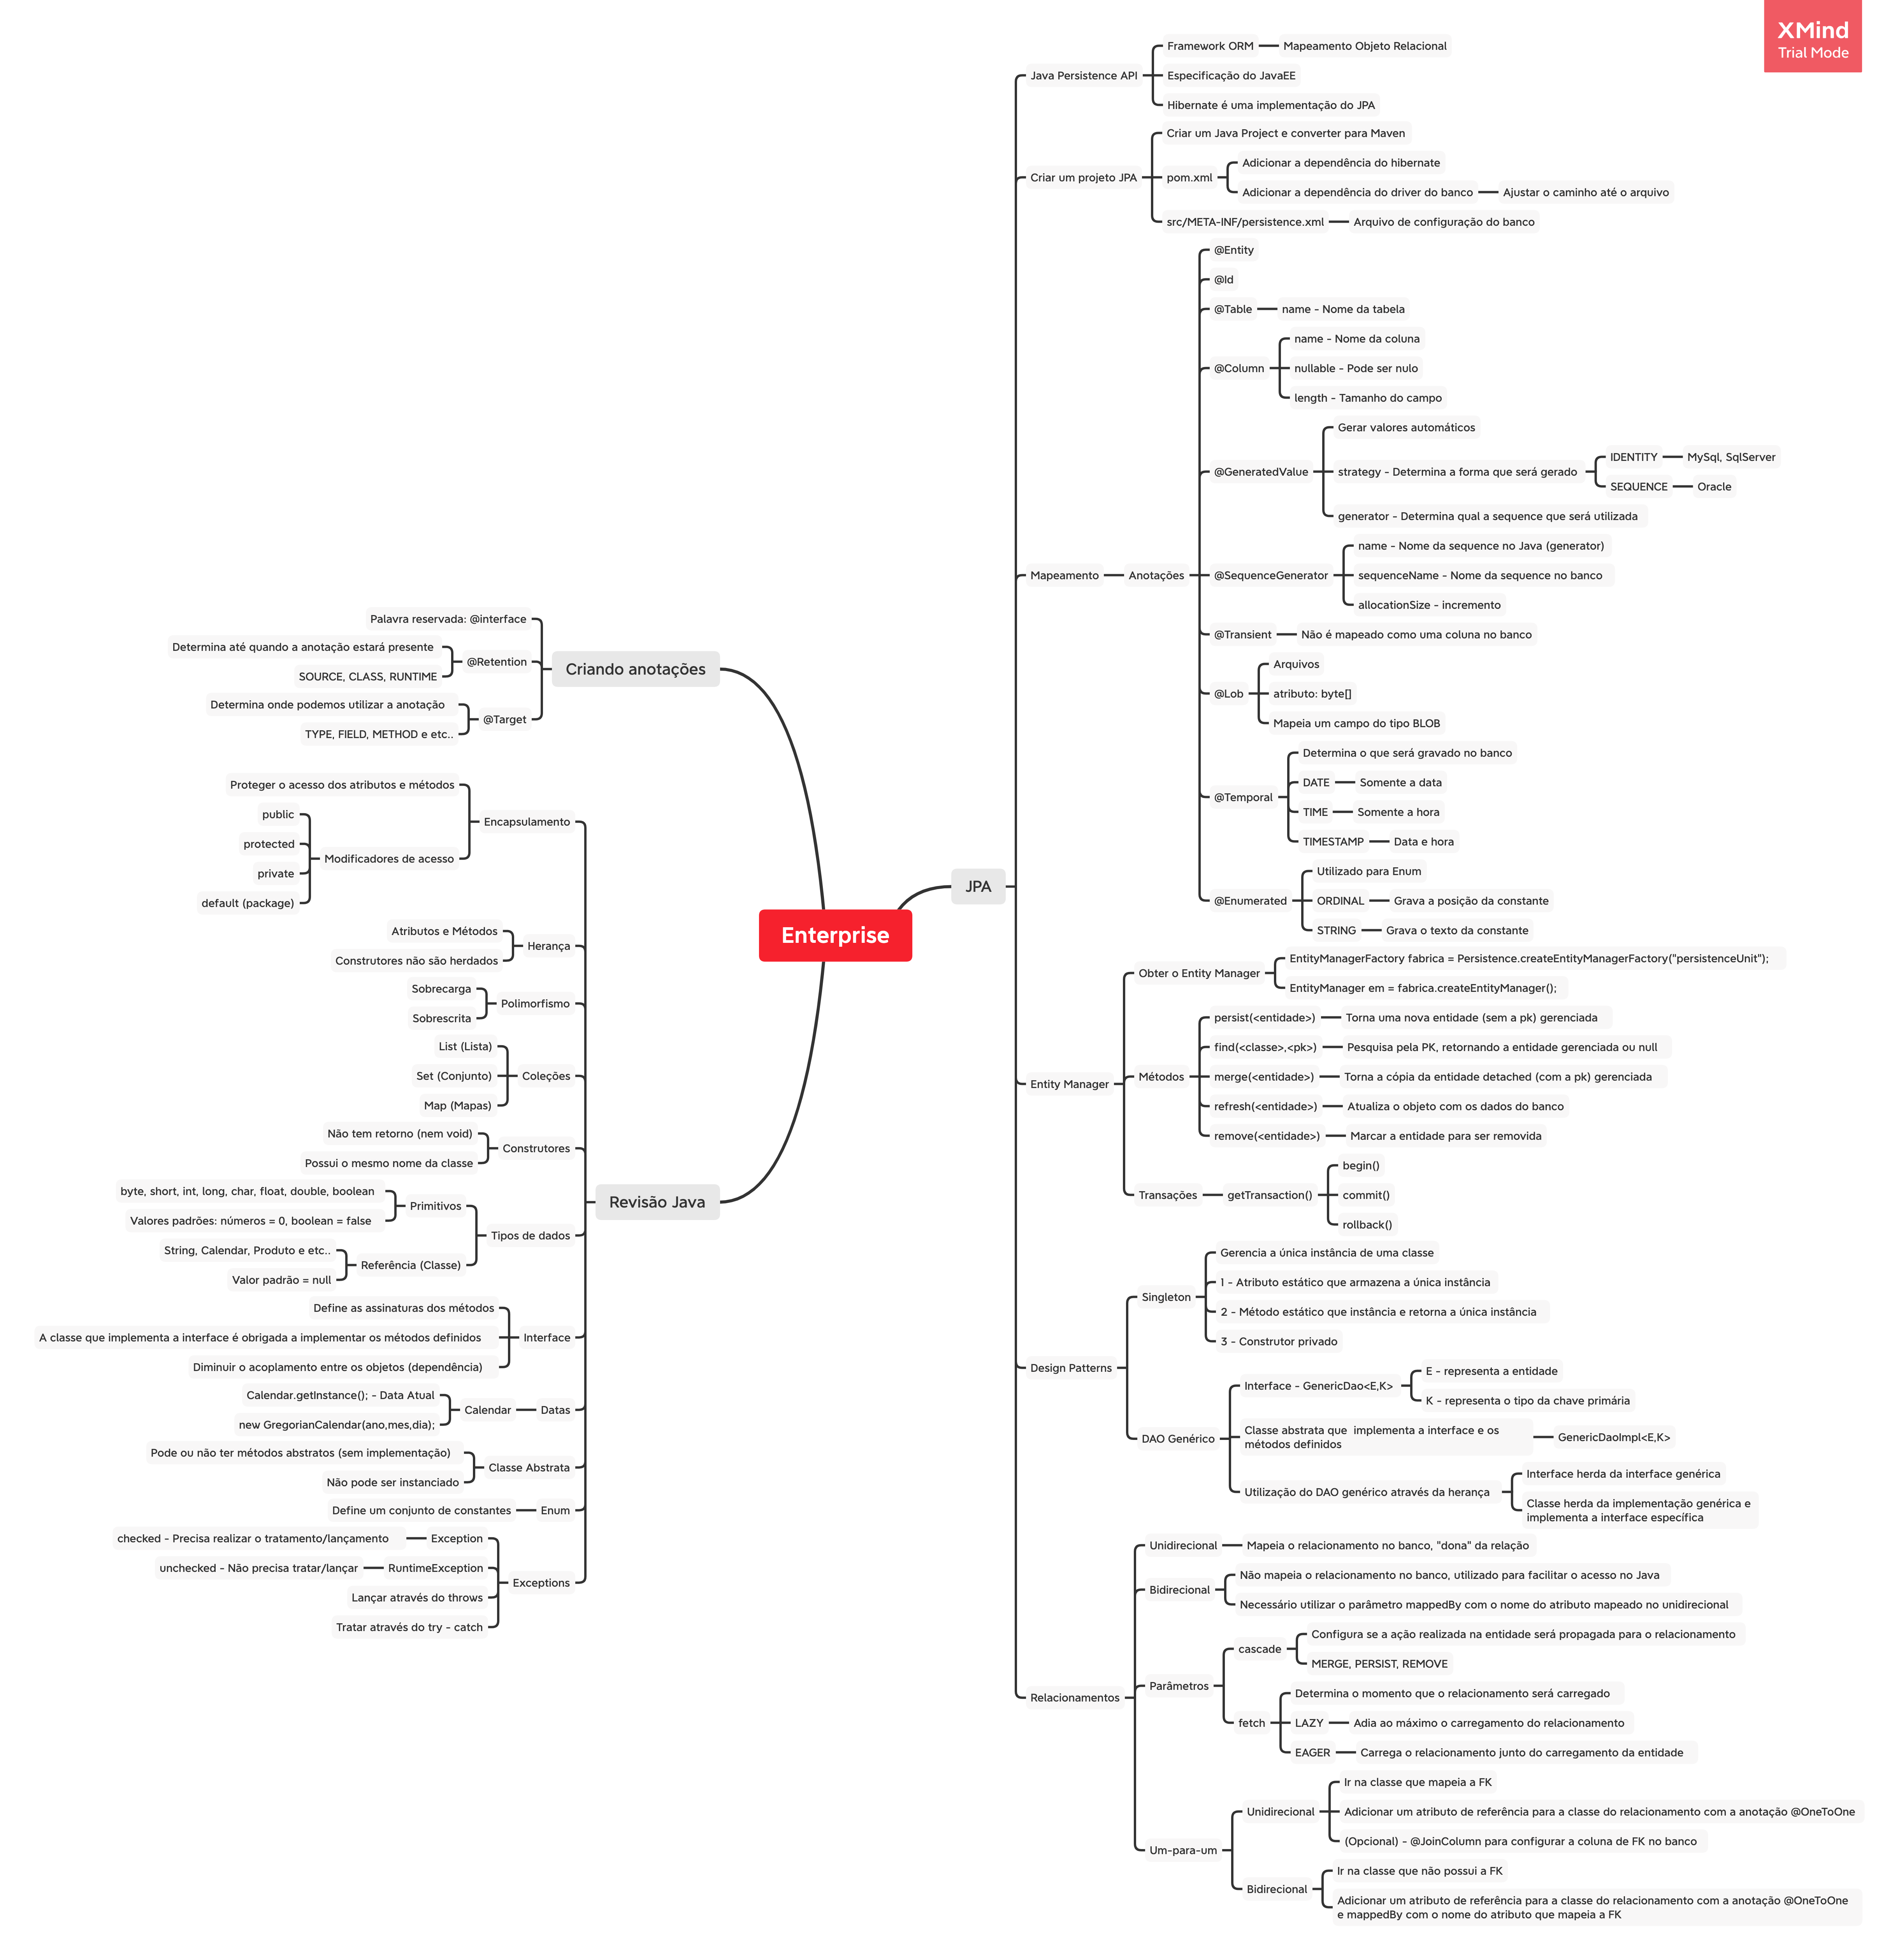 XMind
Trial Mode
Enterprise
JPA
Java Persistence API
Framework ORM
Mapeamento Objeto Relacional
Especificação do JavaEE
Hibernate é uma implementação do JPA
Criar um projeto JPA
Criar um Java Project e converter para Maven
pom.xml
Adicionar a dependência do hibernate
Adicionar a dependência do driver do banco
Ajustar o caminho até o arquivo
src/META-INF/persistence.xml
Arquivo de configuração do banco
Mapeamento
Anotações
@Entity
@Id
@Table
name - Nome da tabela
@Column
name - Nome da coluna
nullable - Pode ser nulo
length - Tamanho do campo
@GeneratedValue
Gerar valores automáticos
strategy - Determina a forma que será gerado
IDENTITY
MySql, SqlServer
SEQUENCE
Oracle
generator - Determina qual a sequence que será utilizada
@SequenceGenerator
name - Nome da sequence no Java (generator)
sequenceName - Nome da sequence no banco
allocationSize - incremento
@Transient
Não é mapeado como uma coluna no banco
@Lob
Arquivos
atributo: byte[]
Mapeia um campo do tipo BLOB
@Temporal
Determina o que será gravado no banco
DATE
Somente a data
TIME
Somente a hora
TIMESTAMP
Data e hora
@Enumerated
Utilizado para Enum
ORDINAL
Grava a posição da constante
STRING
Grava o texto da constante
Entity Manager
Obter o Entity Manager
EntityManagerFactory fabrica = Persistence.createEntityManagerFactory("persistenceUnit");
EntityManager em = fabrica.createEntityManager();
Métodos
persist(<entidade>)
Torna uma nova entidade (sem a pk) gerenciada
find(<classe>,<pk>)
Pesquisa pela PK, retornando a entidade gerenciada ou null
merge(<entidade>)
Torna a cópia da entidade detached (com a pk) gerenciada
refresh(<entidade>)
Atualiza o objeto com os dados do banco
remove(<entidade>)
Marcar a entidade para ser removida
Transações
getTransaction()
begin()
commit()
rollback()
Design Patterns
Singleton
Gerencia a única instância de uma classe
1 - Atributo estático que armazena a única instância
2 - Método estático que instância e retorna a única instância
3 - Construtor privado
DAO Genérico
Interface - GenericDao<E,K>
E - representa a entidade
K - representa o tipo da chave primária
Classe abstrata que  implementa a interface e os
métodos definidos
GenericDaoImpl<E,K>
Utilização do DAO genérico através da herança
Interface herda da interface genérica
Classe herda da implementação genérica e
implementa a interface específica
Relacionamentos
Unidirecional
Mapeia o relacionamento no banco, "dona" da relação
Bidirecional
Não mapeia o relacionamento no banco, utilizado para facilitar o acesso no Java
Necessário utilizar o parâmetro mappedBy com o nome do atributo mapeado no unidirecional
Parâmetros
cascade
Configura se a ação realizada na entidade será propagada para o relacionamento
MERGE, PERSIST, REMOVE
fetch
Determina o momento que o relacionamento será carregado
LAZY
Adia ao máximo o carregamento do relacionamento
EAGER
Carrega o relacionamento junto do carregamento da entidade
Um-para-um
Unidirecional
Ir na classe que mapeia a FK
Adicionar um atributo de referência para a classe do relacionamento com a anotação @OneToOne
(Opcional) - @JoinColumn para configurar a coluna de FK no banco
Bidirecional
Ir na classe que não possui a FK
Adicionar um atributo de referência para a classe do relacionamento com a anotação @OneToOne
e mappedBy com o nome do atributo que mapeia a FK
Criando anotações
Palavra reservada: @interface
@Retention
Determina até quando a anotação estará presente
SOURCE, CLASS, RUNTIME
@Target
Determina onde podemos utilizar a anotação
TYPE, FIELD, METHOD e etc..
Revisão Java
Encapsulamento
Proteger o acesso dos atributos e métodos
Modificadores de acesso
public
protected
private
default (package)
Herança
Atributos e Métodos
Construtores não são herdados
Polimorfismo
Sobrecarga
Sobrescrita
Coleções
List (Lista)
Set (Conjunto)
Map (Mapas)
Construtores
Não tem retorno (nem void)
Possui o mesmo nome da classe
Tipos de dados
Primitivos
byte, short, int, long, char, float, double, boolean
Valores padrões: números = 0, boolean = false
Referência (Classe)
String, Calendar, Produto e etc..
Valor padrão = null
Interface
Define as assinaturas dos métodos
A classe que implementa a interface é obrigada a implementar os métodos definidos
Diminuir o acoplamento entre os objetos (dependência)
Datas
Calendar
Calendar.getInstance(); - Data Atual
new GregorianCalendar(ano,mes,dia);
Classe Abstrata
Pode ou não ter métodos abstratos (sem implementação)
Não pode ser instanciado
Enum
Define um conjunto de constantes
Exceptions
Exception
checked - Precisa realizar o tratamento/lançamento
RuntimeException
unchecked - Não precisa tratar/lançar
Lançar através do throws
Tratar através do try - catch